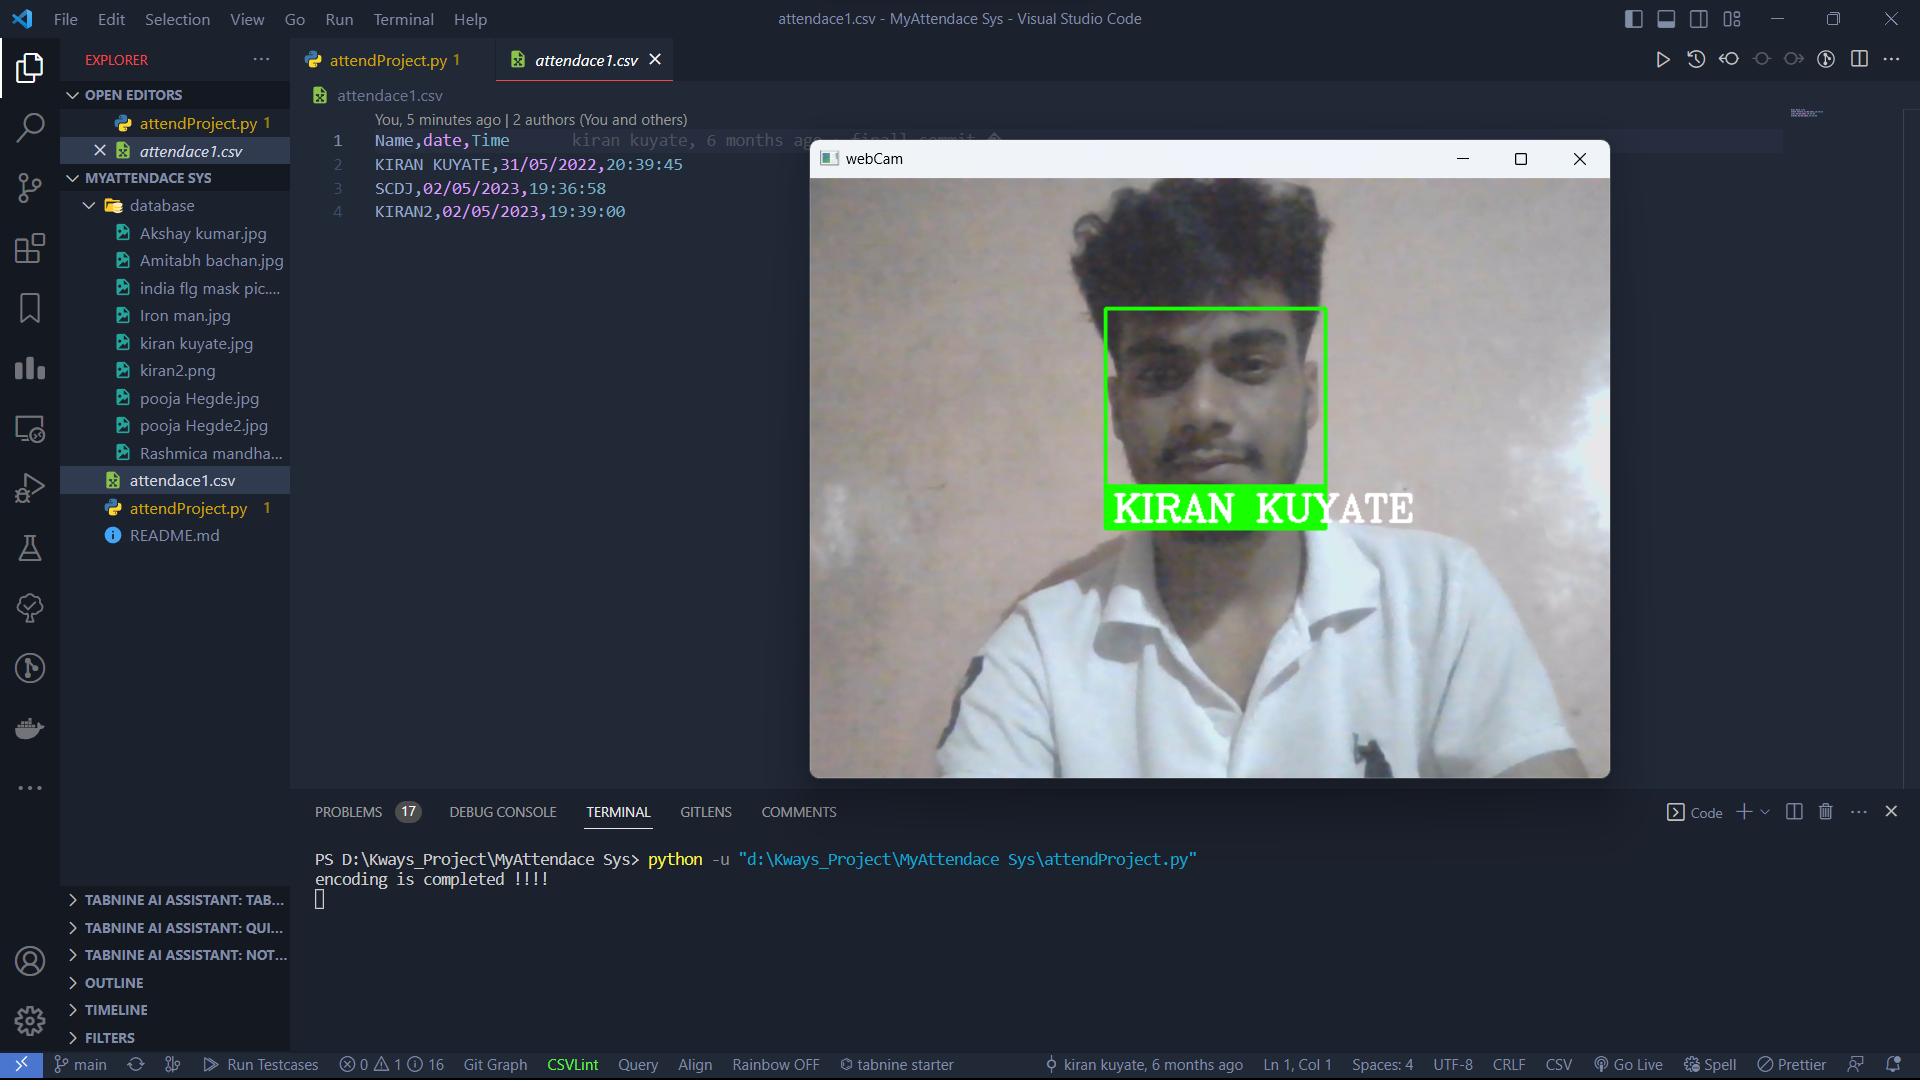 File Edit Selection View Go Run Terminal Help
attendace1.csv - MyAttendace Sys - Visual Studio Code
EXPLORER
attendProject.py 1
attendace1.csv
OPEN EDITORS
attendProject.py 1
attendace1.csv
MYATTENDACE SYS
database
Akshay kumar.jpg
Amitabh bachan.jpg
india flg mask pic....
Iron man.jpg
kiran kuyate.jpg
kiran2.png
pooja Hegde.jpg
pooja Hegde2.jpg
Rashmica mandha...
attendace1.csv
attendProject.py 1
README.md
TABNINE AI ASSISTANT: TAB...
TABNINE AI ASSISTANT: QUI...
TABNINE AI ASSISTANT: NOT...
OUTLINE
TIMELINE
FILTERS
attendace1.csv
You, 5 minutes ago | 2 authors (You and others)
1 Name,date,Time kiran kuyate, 6 months ago · finall commit
2 KIRAN KUYATE,31/05/2022,20:39:45
3 SCDJ,02/05/2023,19:36:58
4 KIRAN2,02/05/2023,19:39:00
webCam
KIRAN KUYATE
PROBLEMS 17 DEBUG CONSOLE TERMINAL GITLENS COMMENTS
Code
PS D:\Kways_Project\MyAttendace Sys> python -u "d:\Kways_Project\MyAttendace Sys\attendProject.py"
encoding is completed !!!!
main Run Testcases 0 1 16 Git Graph CSVLint Query Align Rainbow OFF tabnine starter kiran kuyate, 6 months ago Ln 1, Col 1 Spaces: 4 UTF-8 CRLF CSV Go Live Spell Prettier